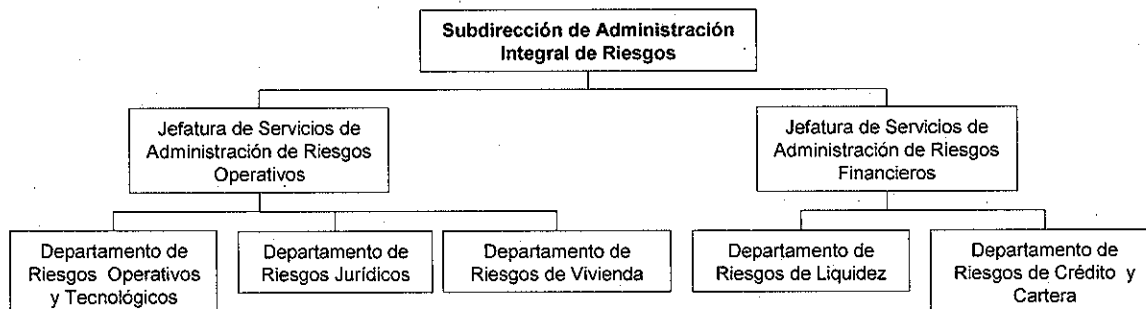 Subdirección de Administración
Integral de Riesgos
Jefatura de Servicios de
Administración de Riesgos
Operativos
Jefatura de Servicios de
Administración de Riesgos
Financieros
Departamento de
Riesgos Operativos
y Tecnológicos
Departamento de
Riesgos Jurídicos
Departamento de
Riesgos de Vivienda
Departamento de
Riesgos de Liquidez
Departamento de
Riesgos de Crédito y
Cartera